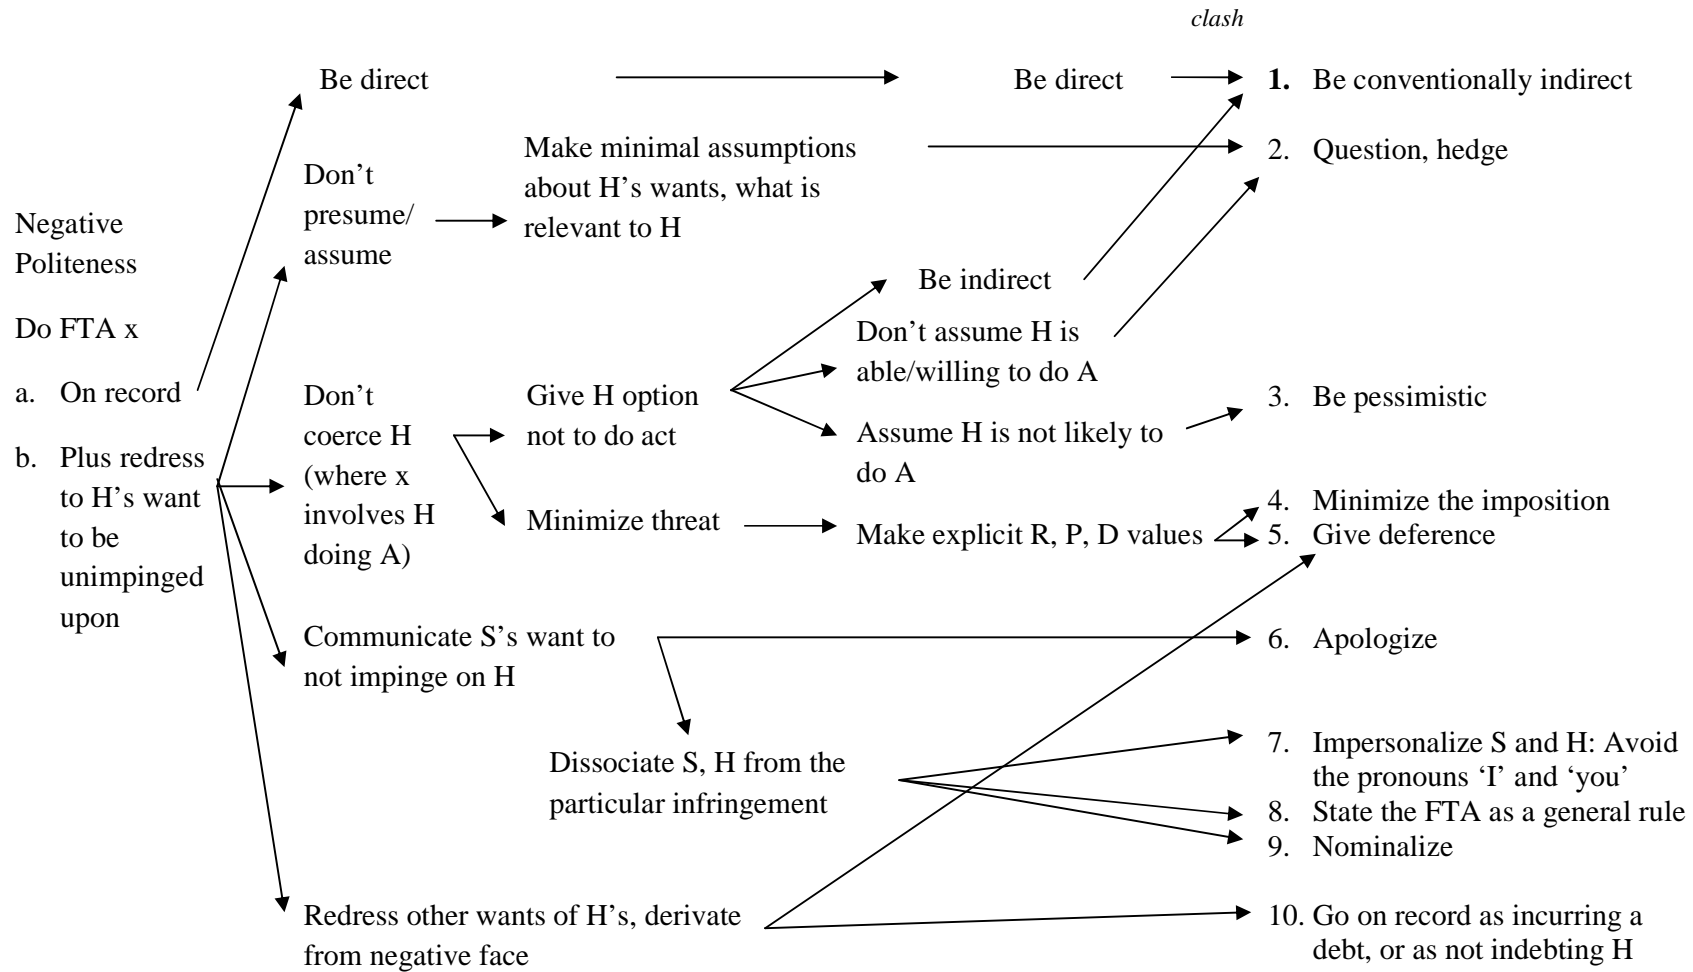 clash
Be direct
Be direct
1. Be conventionally indirect
Make minimal assumptions
about H’s wants, what is
relevant to H
2. Question, hedge
Don't
presume/
assume
Negative
Politeness
Be indirect
Do FTA x
Don’t assume H is
able/willing to do A
a. On record
Don't
coerce H
(where x
involves H
doing A)
Give H option
not to do act
3. Be pessimistic
Assume H is not likely to
do A
b. Plus redress
to H's want
to be
unimpinged
upon
Minimize threat
Make explicit R, P, D values
4. Minimize the imposition
5. Give deference
Communicate S’s want to
not impinge on H
6. Apologize
Dissociate S, H from the
particular infringement
7. Impersonalize S and H: Avoid
the pronouns ‘I’ and ‘you’
8. State the FTA as a general rule
9. Nominalize
Redress other wants of H's, derivate
from negative face
10. Go on record as incurring a
debt, or as not indebting H